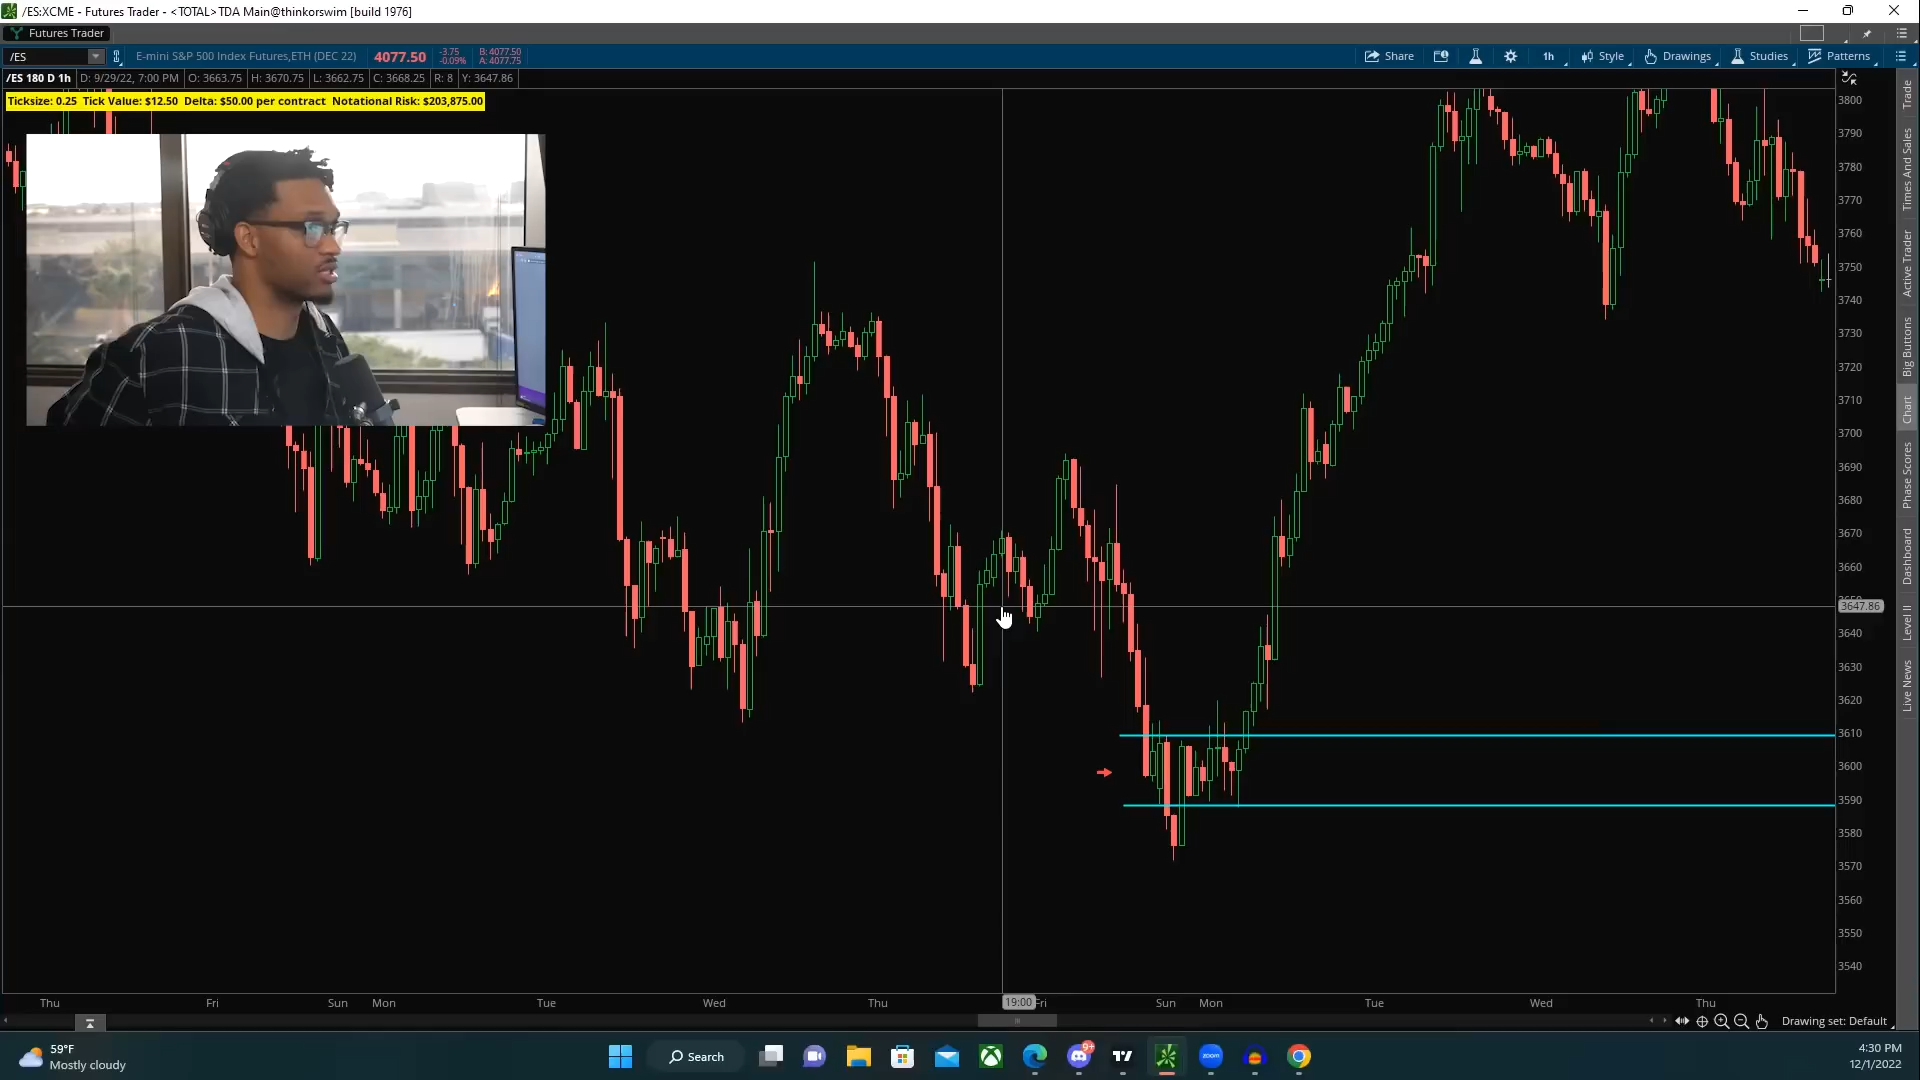 /ES:XCME - Futures Trader - <TOTAL>TDA Main@thinkorswim [build 1976]
Futures Trader
/ES E-mini S&P 500 Index Futures,ETH (DEC 22) 4077.50 -3.75 B: 4077.50
-0.09% A: 4077.75
Share 1h Style Drawings Studies Patterns
/ES 180 D 1h D: 9/29/22, 7:00 PM O: 3663.75 H: 3670.75 L: 3662.75 C: 3668.25 R: 8 Y: 3647.86
Ticksize: 0.25 Tick Value: $12.50 Delta: $50.00 per contract Notational Risk: $203,875.00
3800
3790
3780
3770
3760
3750
3740
3730
3720
3710
3700
3690
3680
3670
3660
3647.86
3640
3630
3620
3610
3600
3590
3580
3570
3560
3550
3540
Trade
Times And Sales
Active Trader
Big Buttons
Chart
Phase Scores
Dashboard
Level II
Live News
Thu Fri Sun Mon Tue Wed Thu 19:00 Fri Sun Mon Tue Wed Thu
Drawing set: Default
59°F
Mostly cloudy
Search
9+
zoom
4:30 PM
12/1/2022